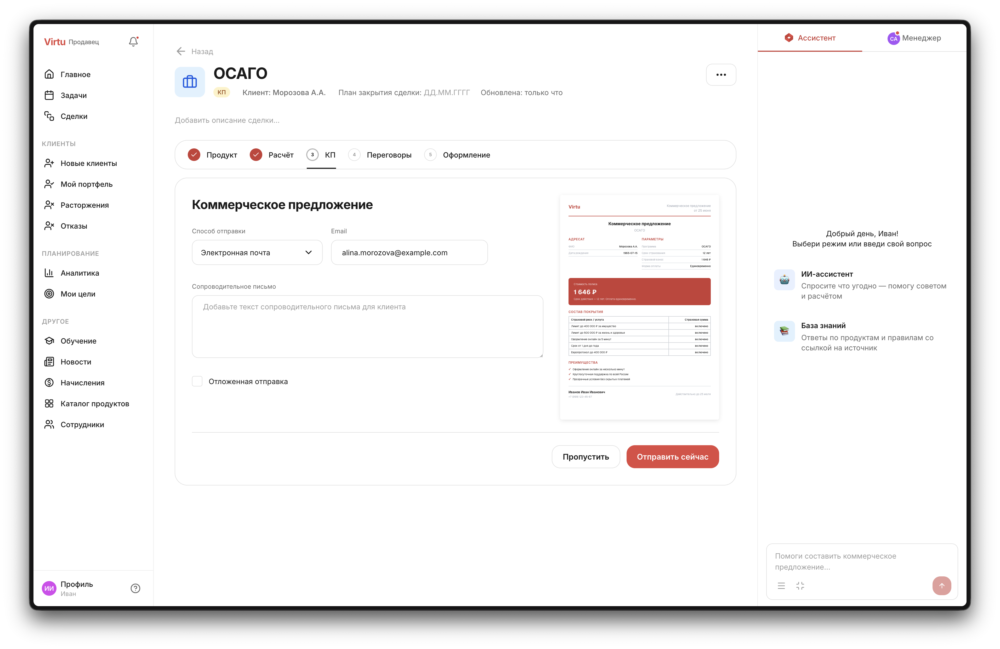 Virtu Продавец
Главное
Задачи
Сделки
КЛИЕНТЫ
Новые клиенты
Мой портфель
Расторжения
Отказы
ПЛАНИРОВАНИЕ
Аналитика
Мои цели
ДРУГОЕ
Обучение
Новости
Начисления
Каталог продуктов
Сотрудники
ИИ
Профиль
Иван
Назад
ОСАГО
КП Клиент: Морозова А.А. План закрытия сделки: ДД.ММ.ГГГГ Обновлена: только что
Добавить описание сделки...
Продукт Расчёт 3 КП 4 Переговоры 5 Оформление
Коммерческое предложение
Способ отправки Email
Электронная почта alina.morozova@example.com
Сопроводительное письмо
Добавьте текст сопроводительного письма для клиента
Отложенная отправка
Virtu
Коммерческое предложение
от 25 июня
Коммерческое предложение
ОСАГО
АДРЕСАТ
ФИО Морозова А.А.
Дата рождения 1965-07-15
ПАРАМЕТРЫ
Программа ОСАГО
Срок страхования 12 лет
Страховой взнос 1 646 ₽
Форма оплаты Единовременно
Стоимость полиса
1 646 ₽
Срок действия — 12 лет. Оплата единовременно.
СОСТАВ ПОКРЫТИЯ
Страховой риск / услуга Страховая сумма
Лимит до 400 000 ₽ за имущество включено
Лимит до 500 000 ₽ за жизнь и здоровье включено
Оформление онлайн за 5 минут включено
Срок от 1 дня до года включено
Европротокол до 400 000 ₽ включено
ПРЕИМУЩЕСТВА
✓ Оформление онлайн за несколько минут
✓ Круглосуточная поддержка по всей России
✓ Прозрачные условия без скрытых платежей
Иванов Иван Иванович
+7 (999) 123-45-67
Действительно до 25 июля
Пропустить Отправить сейчас
Ассистент СА Менеджер
Добрый день, Иван!
Выбери режим или введи свой вопрос
ИИ-ассистент
Спросите что угодно — помогу советом
и расчётом
База знаний
Ответы по продуктам и правилам со
ссылкой на источник
Помоги составить коммерческое
предложение...